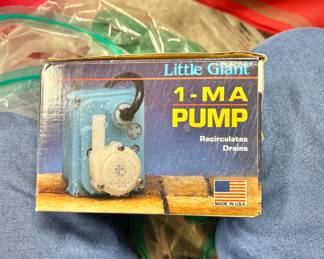 Little Giant
1-MA
PUMP
Recirculates
Drains
MADE IN U.S.A.